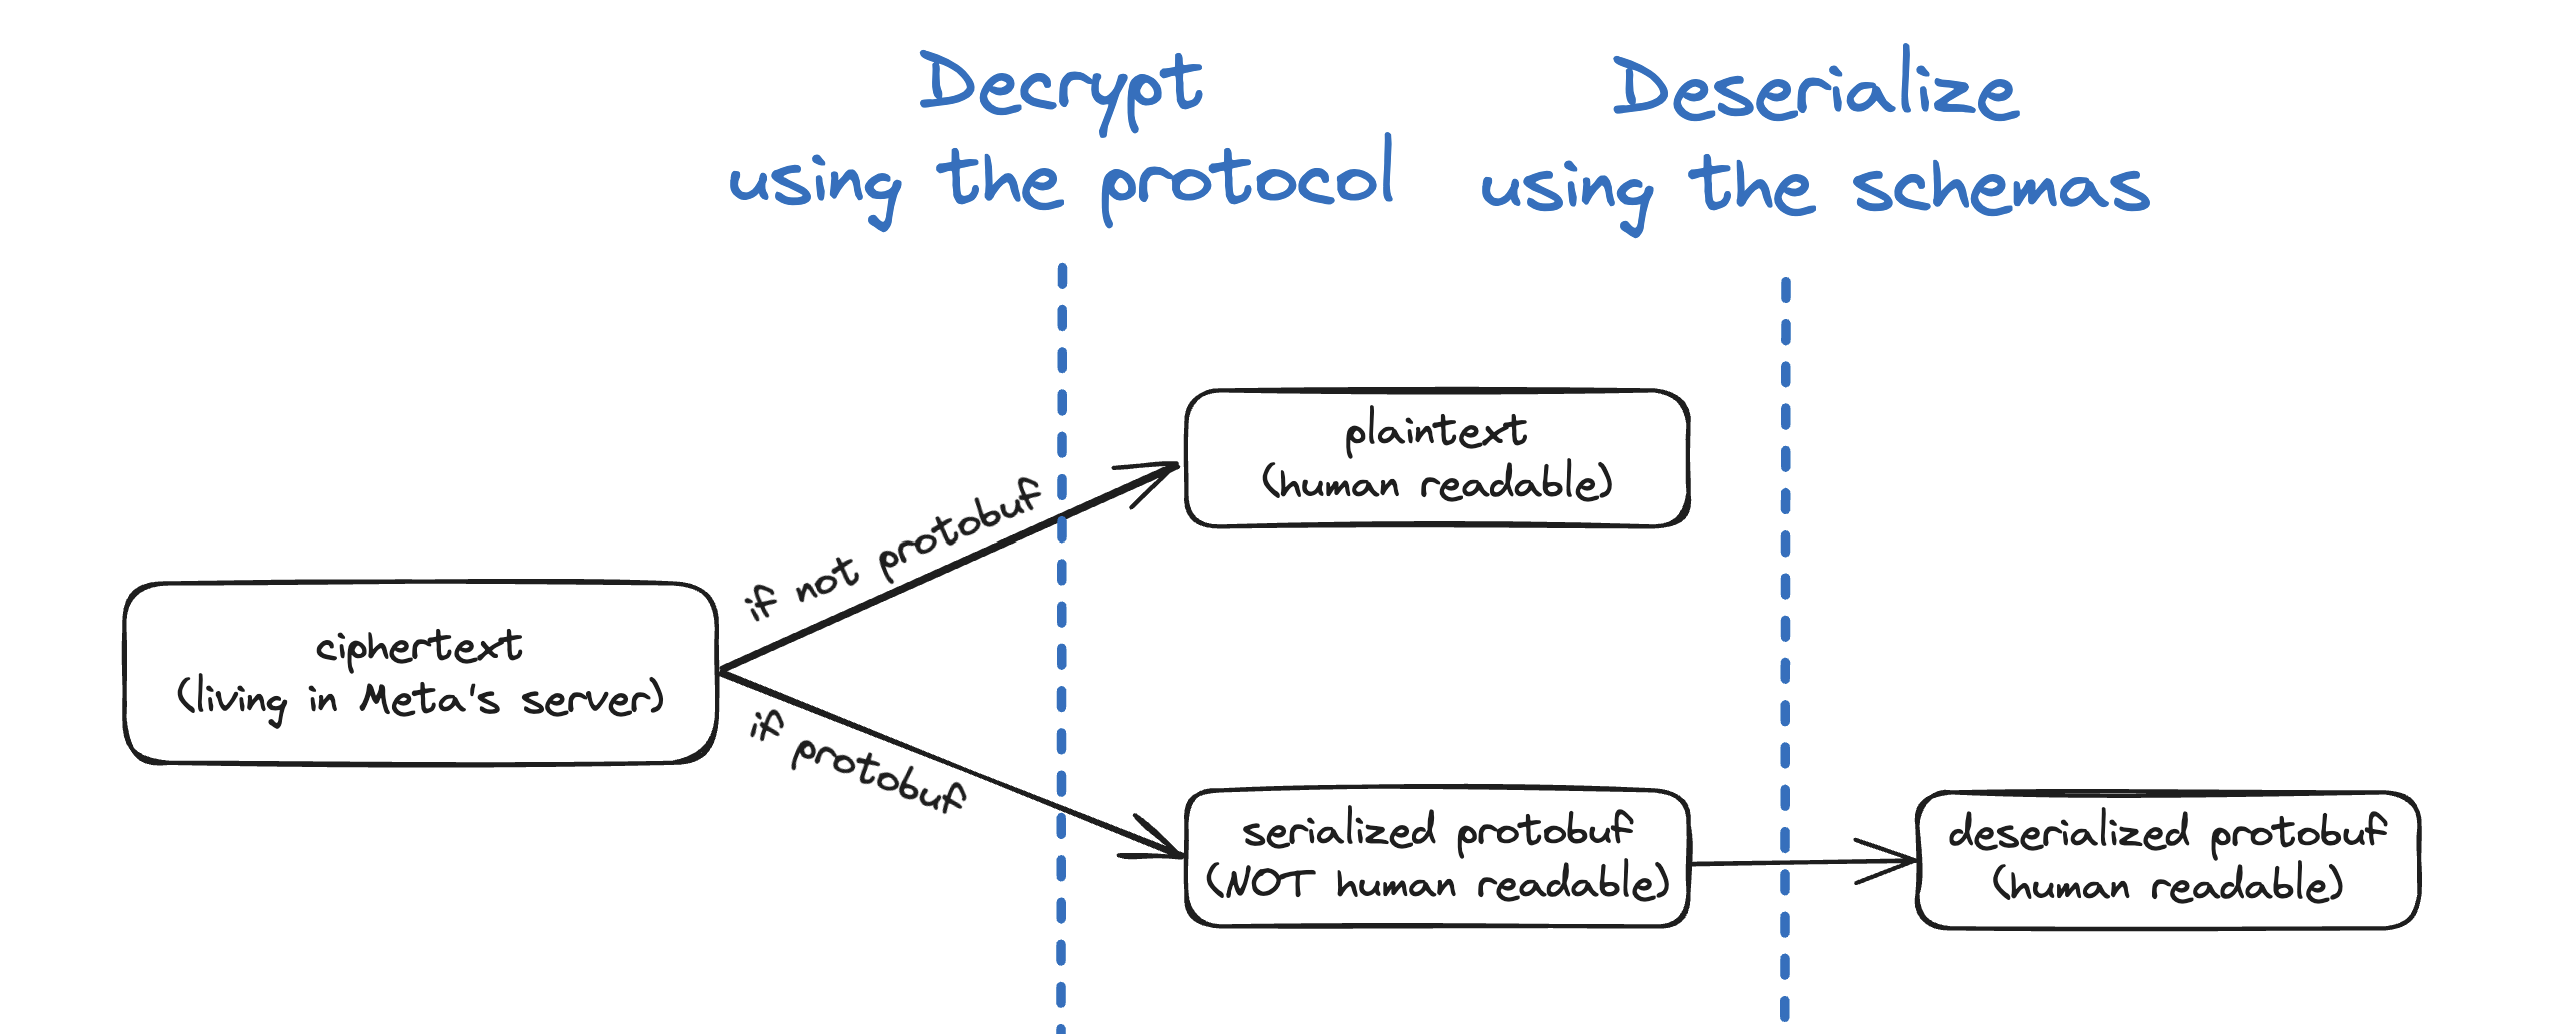 Decrypt
using the protocol
Deserialize
using the schemas
plaintext
(human readable)
if not protobuf
ciphertext
(living in Meta's server)
if protobuf
serialized protobuf
(NOT human readable)
deserialized protobuf
(human readable)